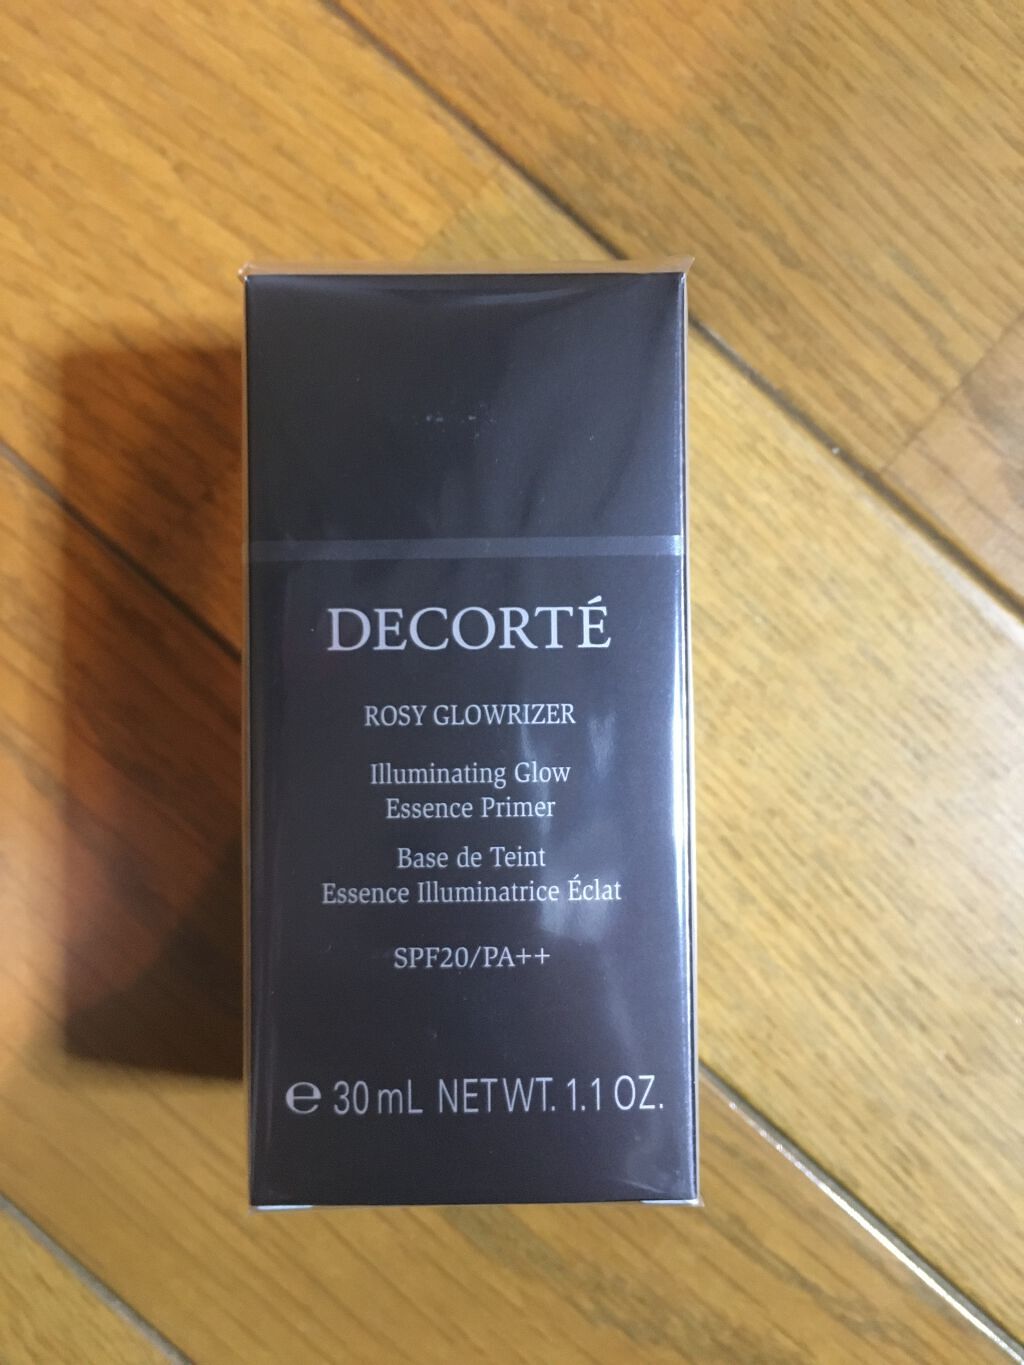 DECORTÉ
ROSY GLOWRIZER
Illuminating Glow
Essence Primer
Base de Teint
Essence Illuminatrice Éclat
SPF20/PA++
℮ 30 mL NET WT. 1.1 OZ.